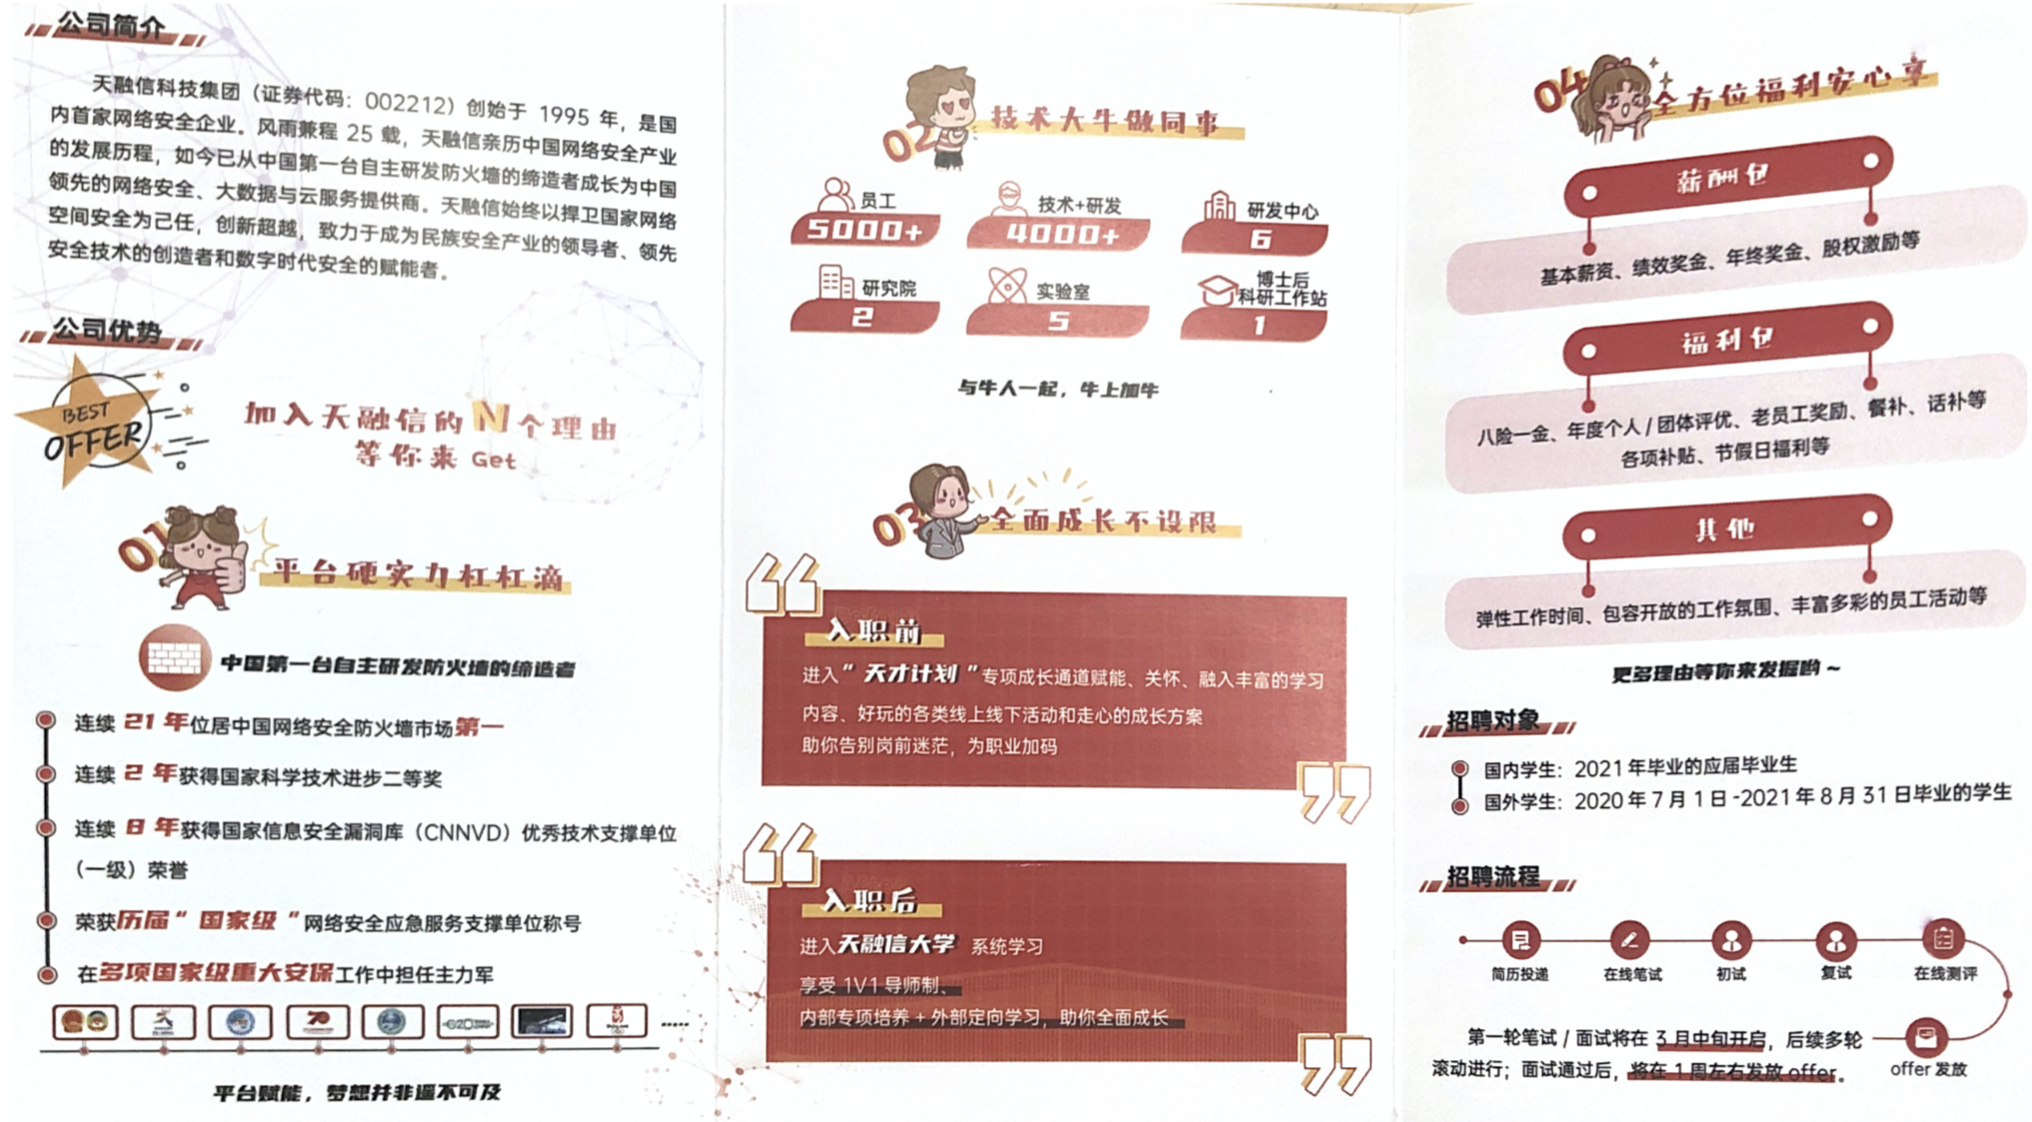 公司简介
天融信科技集团（证券代码：002212）创始于 1995 年，是国
内首家网络安全企业。风雨兼程 25 载，天融信亲历中国网络安全产业
的发展历程，如今已从中国第一台自主研发防火墙的缔造者成长为中国
领先的网络安全、大数据与云服务提供商。天融信始终以捍卫国家网络
空间安全为己任，创新超越，致力于成为民族安全产业的领导者、领先
安全技术的创造者和数字时代安全的赋能者。
公司优势
BEST
OFFER
加入天融信的N个理由
等你来 Get
01
平台硬实力杠杠滴
中国第一台自主研发防火墙的缔造者
连续 21 年位居中国网络安全防火墙市场第一
连续 2 年获得国家科学技术进步二等奖
连续 8 年获得国家信息安全漏洞库（CNNVD）优秀技术支撑单位
（一级）荣誉
荣获历届“国家级”网络安全应急服务支撑单位称号
在多项国家级重大安保工作中担任主力军
70
G20
......
平台赋能，梦想并非遥不可及
02
技术大牛做同事
员工
5000+
技术+研发
4000+
研发中心
6
研究院
2
实验室
5
博士后
科研工作站
1
与牛人一起，牛上加牛
03
全面成长不设限
入职前
进入“天才计划”专项成长通道赋能、关怀、融入丰富的学习
内容、好玩的各类线上线下活动和走心的成长方案
助你告别岗前迷茫，为职业加码
入职后
进入天融信大学 系统学习
享受 1V1 导师制、
内部专项培养 + 外部定向学习，助你全面成长
04
全方位福利安心享
薪酬包
基本薪资、绩效奖金、年终奖金、股权激励等
福利包
八险一金、年度个人 / 团体评优、老员工奖励、餐补、话补等
各项补贴、节假日福利等
其他
弹性工作时间、包容开放的工作氛围、丰富多彩的员工活动等
更多理由等你来发掘哟 ~
招聘对象
国内学生：2021 年毕业的应届毕业生
国外学生：2020 年 7 月 1 日 -2021 年 8 月 31 日毕业的学生
招聘流程
简历投递
在线笔试
初试
复试
在线测评
offer 发放
第一轮笔试 / 面试将在 3 月中旬开启，后续多轮
滚动进行；面试通过后，将在 1 周左右发放 offer。